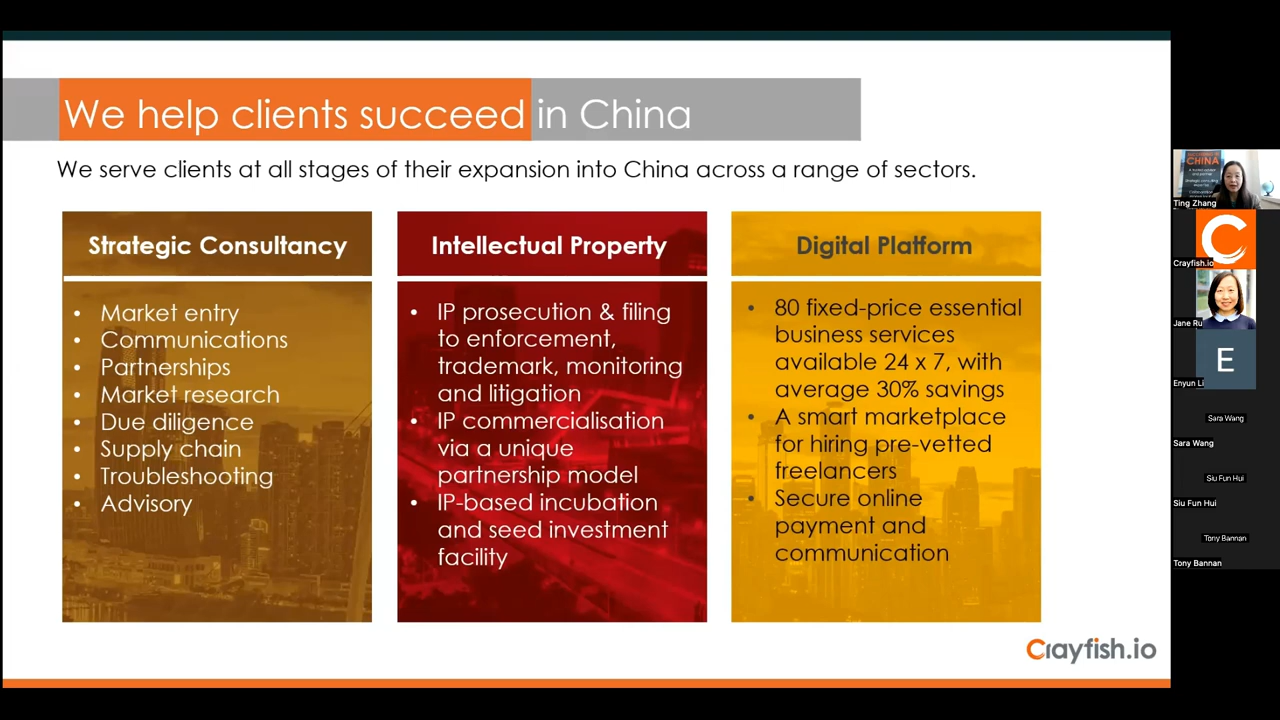 We help clients succeed in China
We serve clients at all stages of their expansion into China across a range of sectors.
Strategic Consultancy
• Market entry
• Communications
• Partnerships
• Market research
• Due diligence
• Supply chain
• Troubleshooting
• Advisory
Intellectual Property
• IP prosecution & filing
to enforcement,
trademark, monitoring
and litigation
• IP commercialisation
via a unique
partnership model
• IP-based incubation
and seed investment
facility
Digital Platform
• 80 fixed-price essential
business services
available 24 x 7, with
average 30% savings
• A smart marketplace
for hiring pre-vetted
freelancers
• Secure online
payment and
communication
Crayfish.io
CHINA
Ting Zhang
Crayfish.io
Jane Ru
E
Enyun Li
Sara Wang
Sara Wang
Siu Fun Hui
Siu Fun Hui
Tony Bannan
Tony Bannan